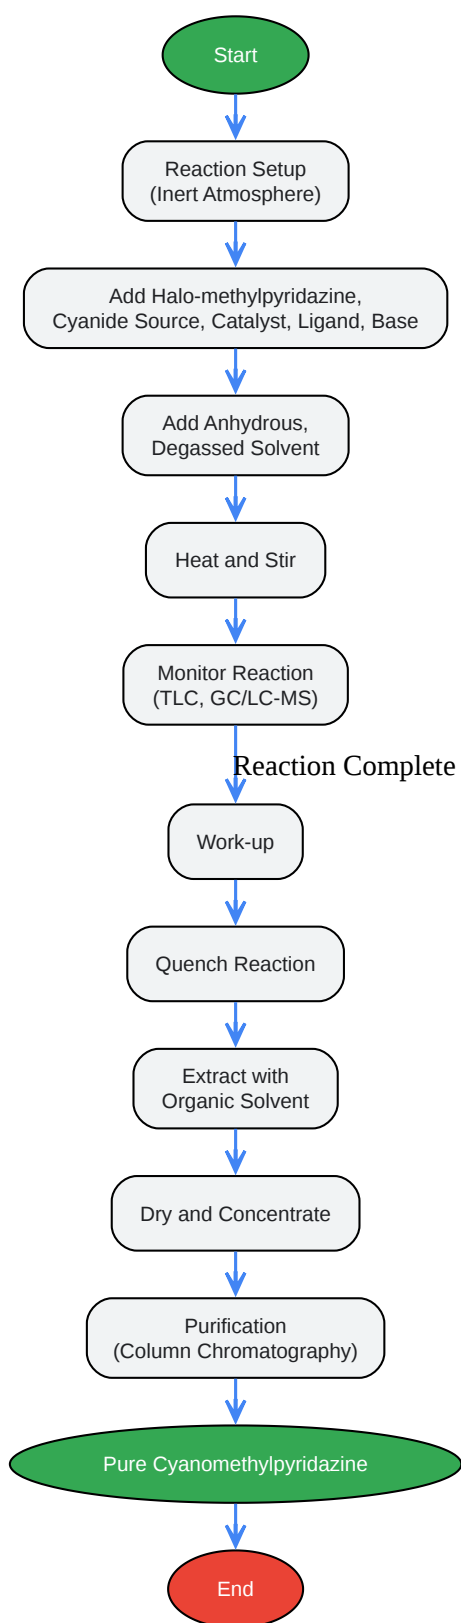 Start
Reaction Setup
(Inert Atmosphere)
Add Halo-methylpyridazine,
Cyanide Source, Catalyst, Ligand, Base
Add Anhydrous,
Degassed Solvent
Heat and Stir
Monitor Reaction
(TLC, GC/LC-MS)
Reaction Complete
Work-up
Quench Reaction
Extract with
Organic Solvent
Dry and Concentrate
Purification
(Column Chromatography)
Pure Cyanomethylpyridazine
End